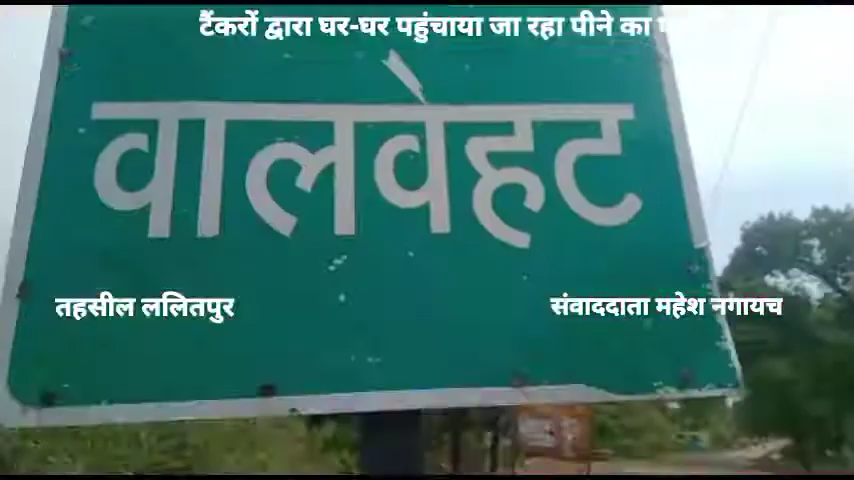 टैंकरों द्वारा घर-घर पहुंचाया जा रहा पीने का
वालवेहट
तहसील ललितपुर
संवाददाता महेश नगायच